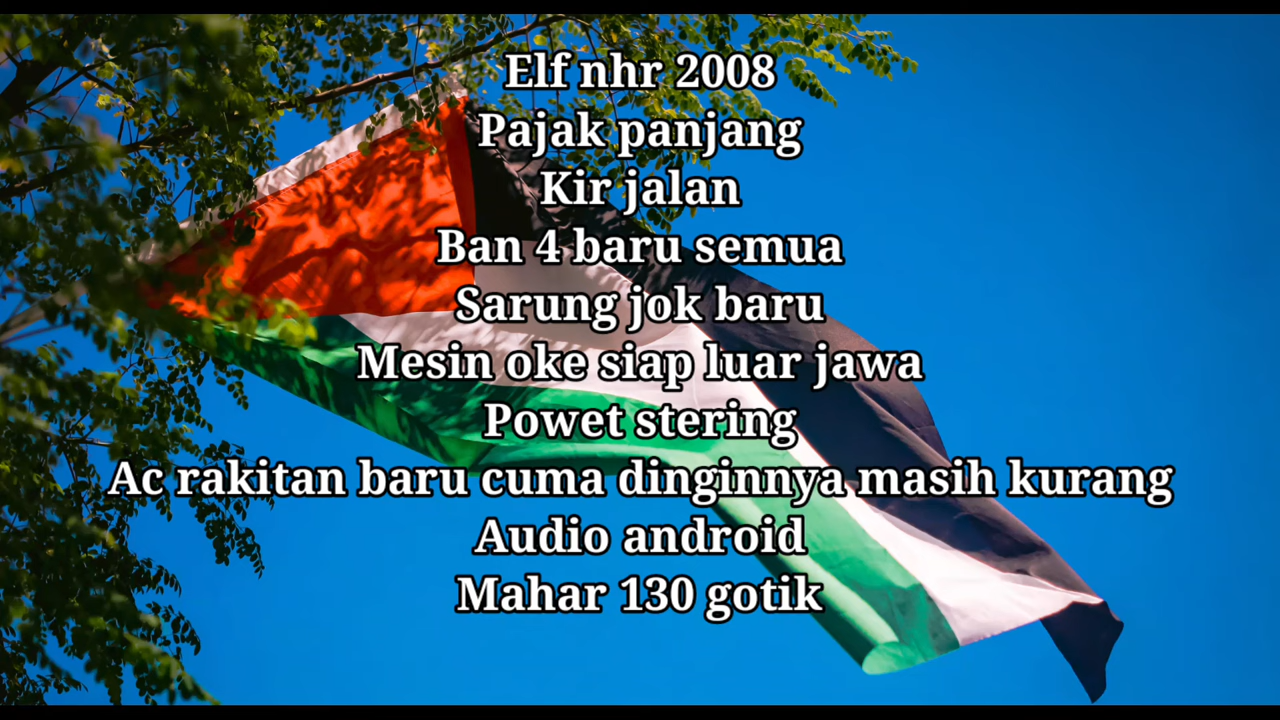 Elf nhr 2008
Pajak panjang
Kir jalan
Ban 4 baru semua
Sarung jok baru
Mesin oke siap luar jawa
Powet stering
Ac rakitan baru cuma dinginnya masih kurang
Audio android
Mahar 130 gotik